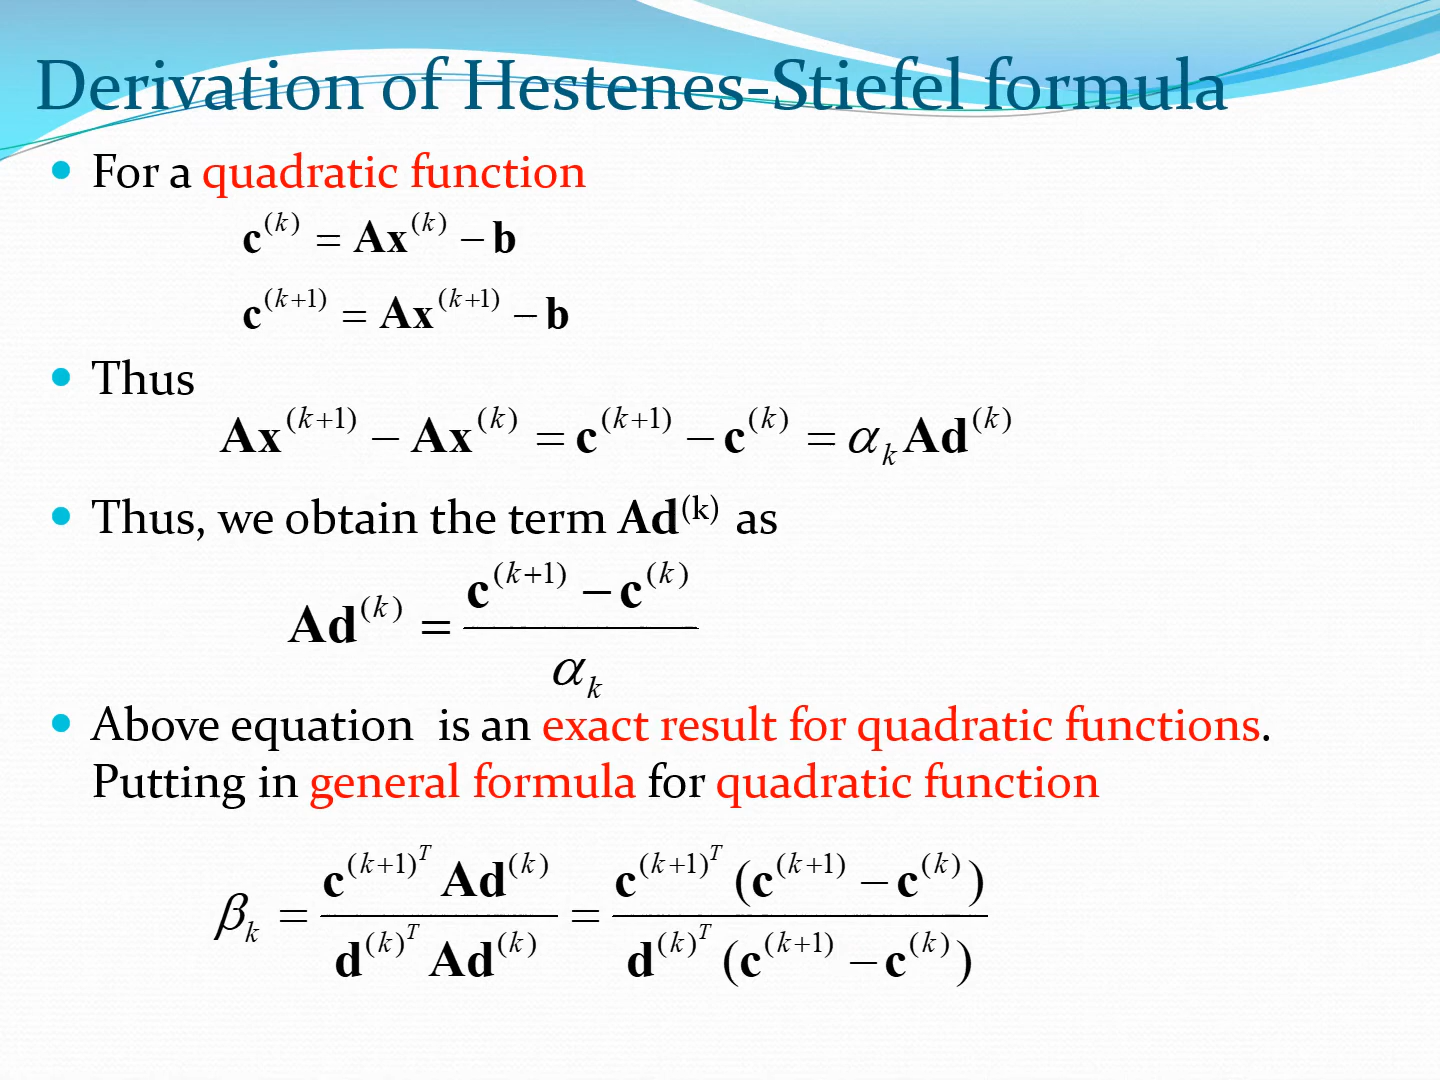 Derivation of Hestenes-Stiefel formula
• For a quadratic function
c^(k) = Ax^(k) − b
c^(k+1) = Ax^(k+1) − b
• Thus
Ax^(k+1) − Ax^(k) = c^(k+1) − c^(k) = α_k Ad^(k)
• Thus, we obtain the term Ad^(k) as
Ad^(k) = (c^(k+1) − c^(k)) / α_k
• Above equation is an exact result for quadratic functions.
Putting in general formula for quadratic function
β_k = c^(k+1)^T Ad^(k) / d^(k)^T Ad^(k) = c^(k+1)^T (c^(k+1) − c^(k)) / d^(k)^T (c^(k+1) − c^(k))